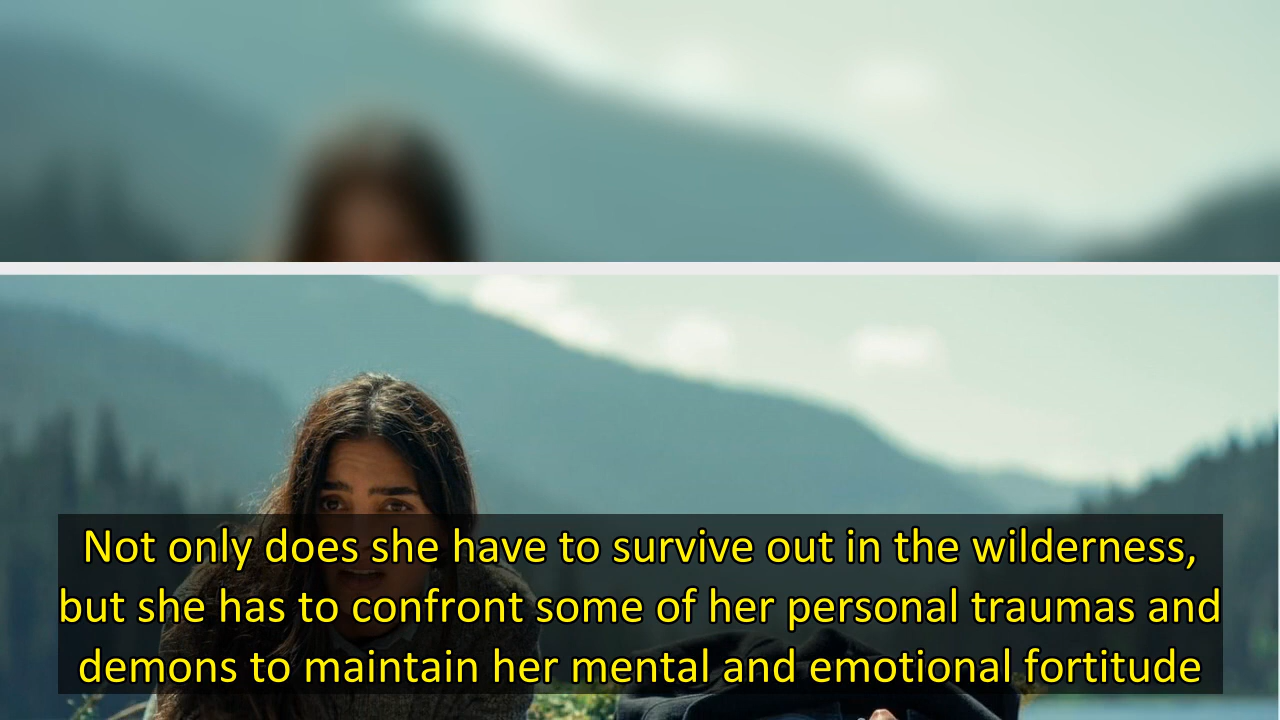 Not only does she have to survive out in the wilderness,
but she has to confront some of her personal traumas and
demons to maintain her mental and emotional fortitude